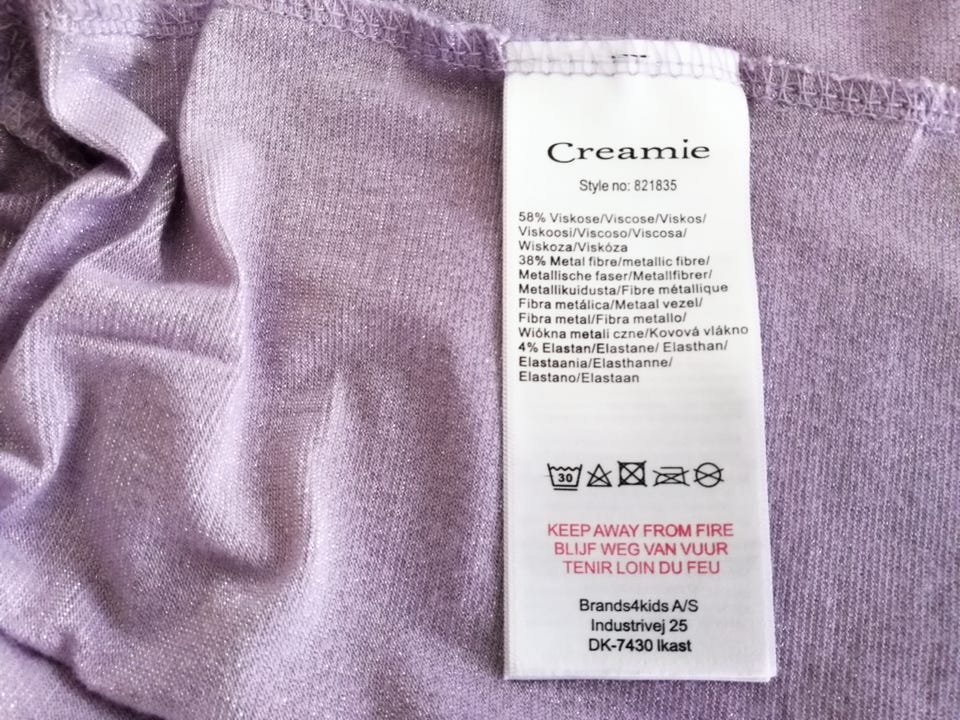 Creamie
Style no: 821835
58% Viskose/Viscose/Viskos/
Viskoosi/Viscoso/Viscosa/
Wiskoza/Viskóza
38% Metal fibre/metallic fibre/
Metallische faser/Metallfibrer/
Metallikuidusta/Fibre métallique
Fibra metálica/Metaal vezel/
Fibra metal/Fibra metallo/
Wiókna metali czne/Kovová vlákno
4% Elastan/Elastane/ Elasthan/
Elastaania/Elasthanne/
Elastano/Elastaan
30
KEEP AWAY FROM FIRE
BLIJF WEG VAN VUUR
TENIR LOIN DU FEU
Brands4kids A/S
Industrivej 25
DK-7430 Ikast